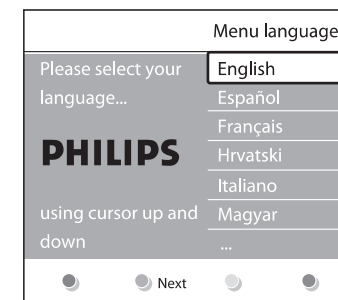 Menu language
Please select your
language...
PHILIPS
using cursor up and
down
English
Español
Français
Hrvatski
Italiano
Magyar
...
Next